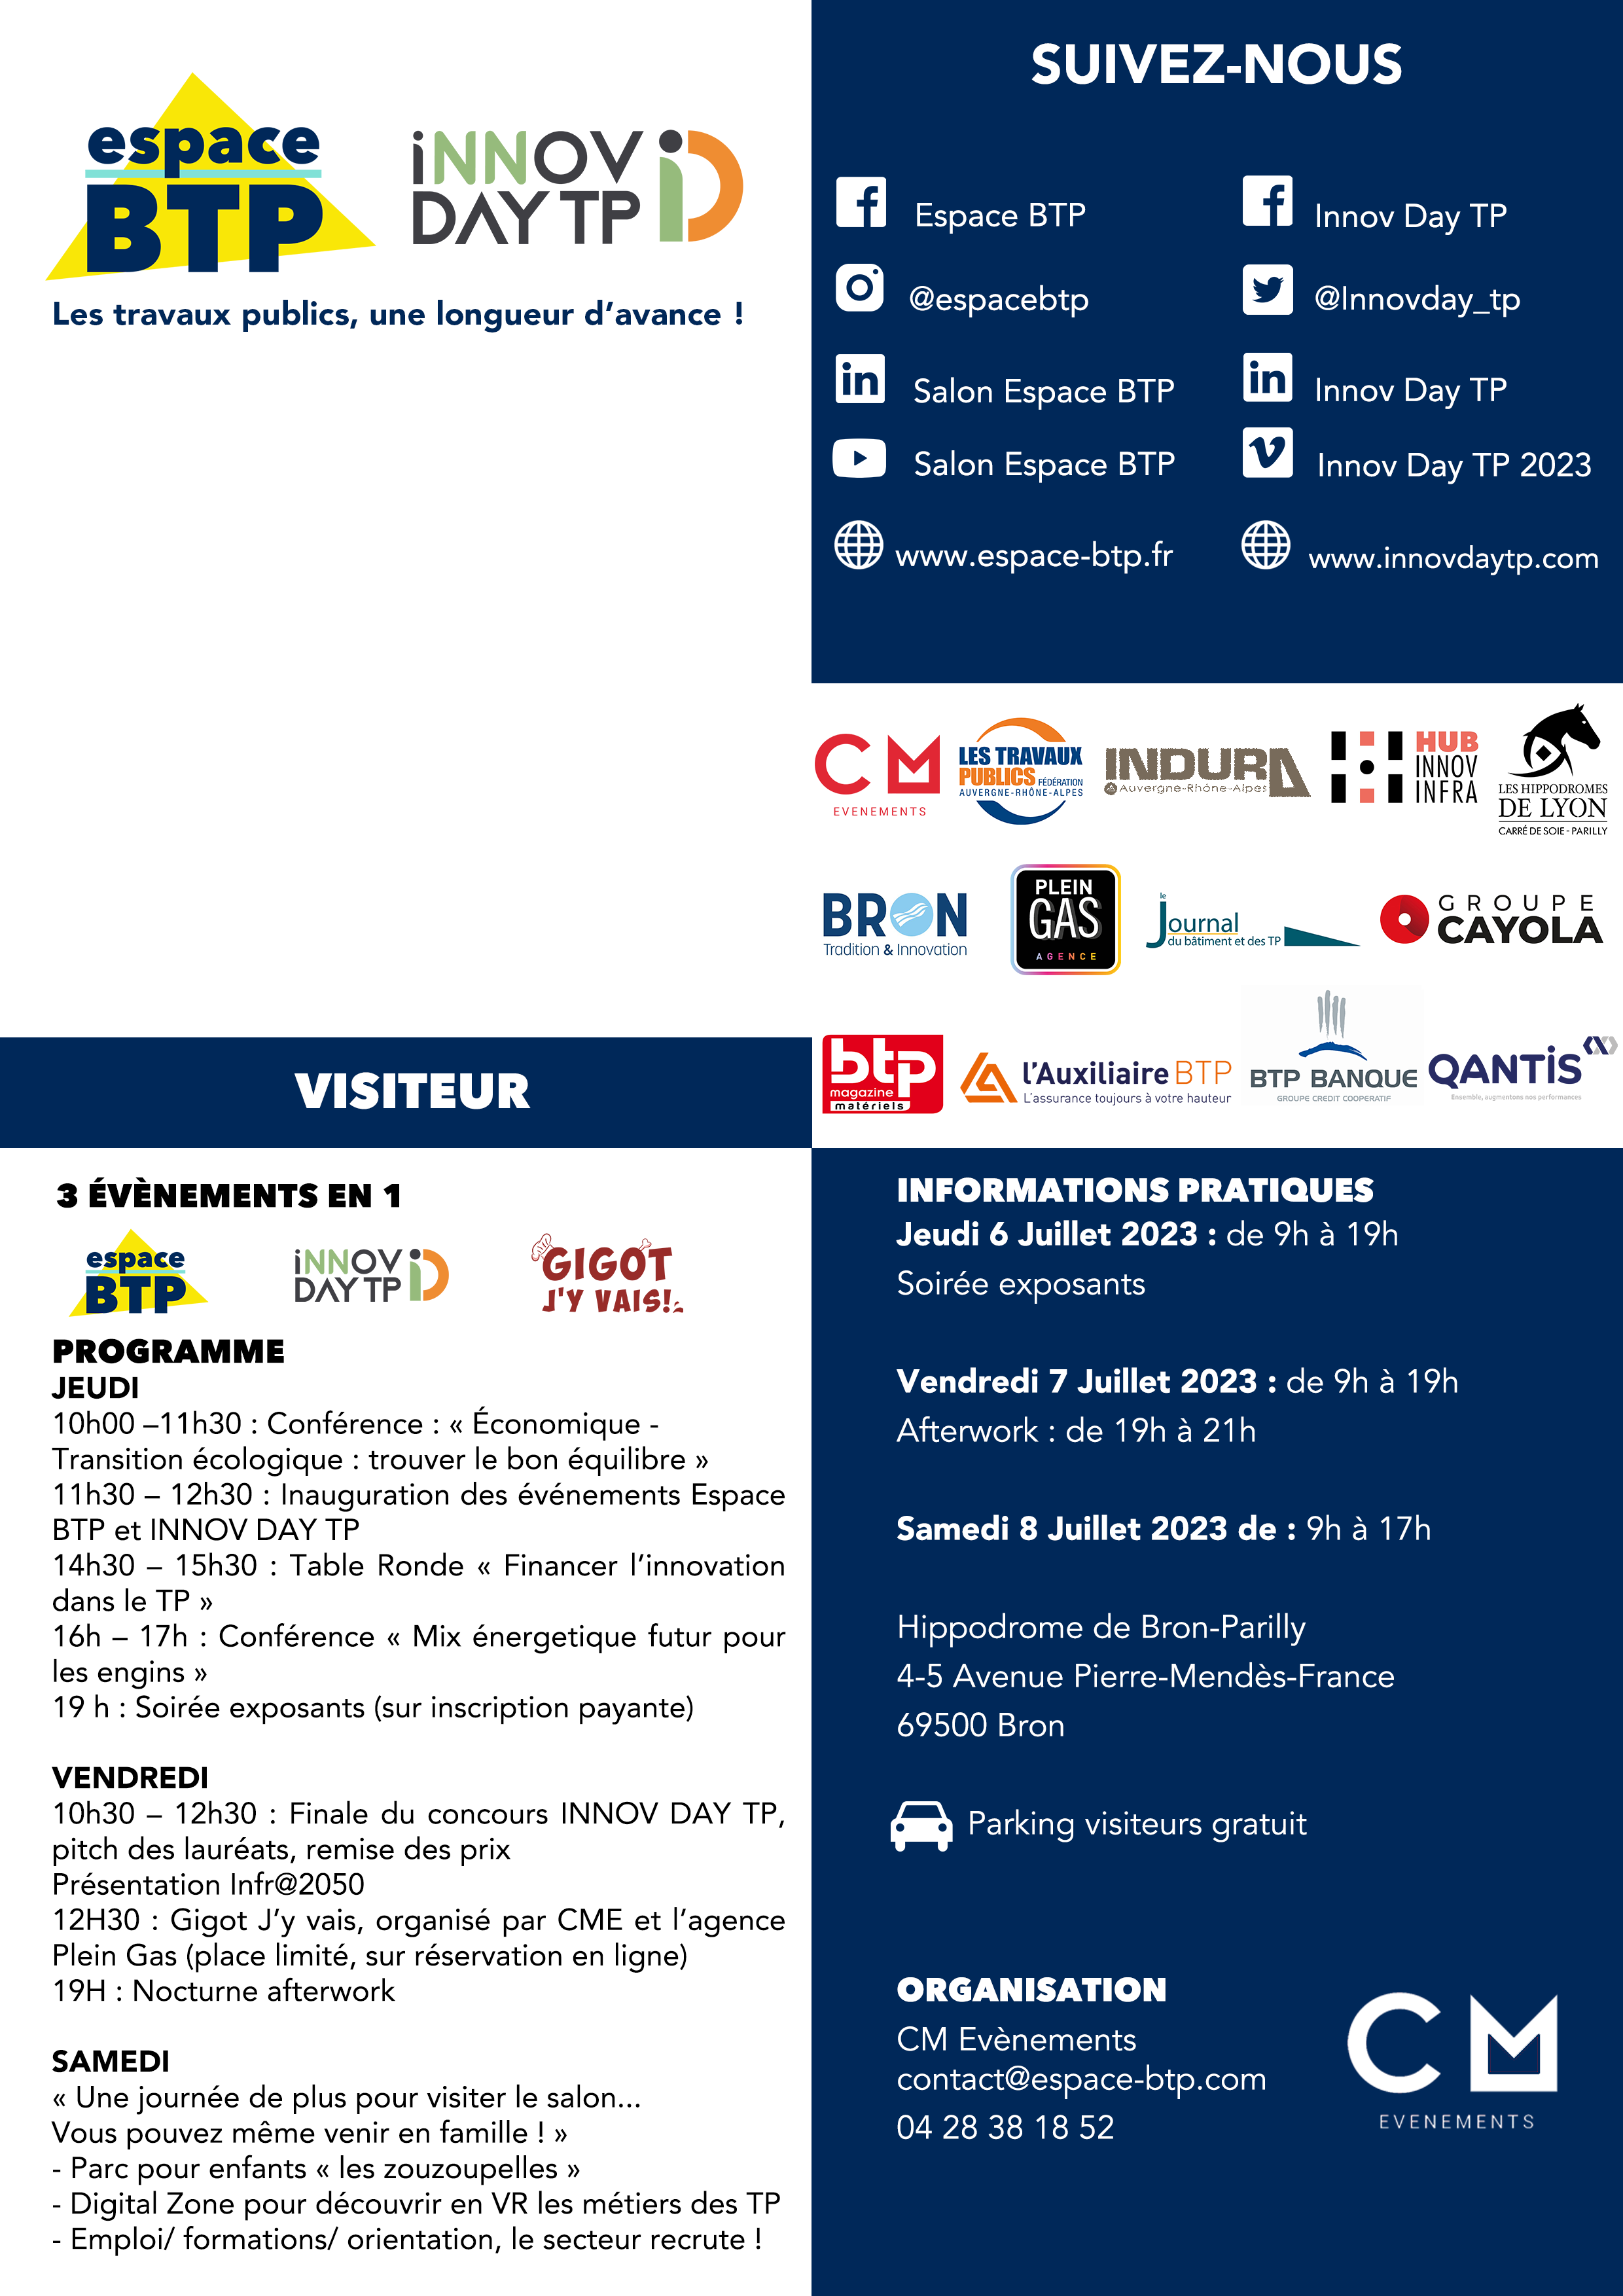 espace
BTP
iNNOV
DAY TP
Les travaux publics, une longueur d’avance !
SUIVEZ-NOUS
Espace BTP
@espacebtp
Salon Espace BTP
Salon Espace BTP
www.espace-btp.fr
Innov Day TP
@Innovday_tp
Innov Day TP
Innov Day TP 2023
www.innovdaytp.com
CM
EVENEMENTS
LES TRAVAUX
PUBLICS FÉDÉRATION
AUVERGNE-RHÔNE-ALPES
INDURA
Auvergne-Rhône-Alpes
HUB
INNOV
INFRA
LES HIPPODROMES
DE LYON
CARRÉ DE SOIE - PARILLY
BRON
Tradition & Innovation
PLEIN
GAS
AGENCE
le
Journal
du bâtiment et des TP
GROUPE
CAYOLA
btp
magazine
matériels
l'Auxiliaire BTP
L'assurance toujours à votre hauteur
BTP BANQUE
GROUPE CREDIT COOPERATIF
QANTiS
Ensemble, augmentons nos performances
VISITEUR
3 ÉVÈNEMENTS EN 1
espace
BTP
iNNOV
DAY TP
GIGOT
J'Y VAIS!
PROGRAMME
JEUDI
10h00 –11h30 : Conférence : « Économique -
Transition écologique : trouver le bon équilibre »
11h30 – 12h30 : Inauguration des événements Espace
BTP et INNOV DAY TP
14h30 – 15h30 : Table Ronde « Financer l’innovation
dans le TP »
16h – 17h : Conférence « Mix énergetique futur pour
les engins »
19 h : Soirée exposants (sur inscription payante)
VENDREDI
10h30 – 12h30 : Finale du concours INNOV DAY TP,
pitch des lauréats, remise des prix
Présentation Infr@2050
12H30 : Gigot J’y vais, organisé par CME et l’agence
Plein Gas (place limité, sur réservation en ligne)
19H : Nocturne afterwork
SAMEDI
« Une journée de plus pour visiter le salon...
Vous pouvez même venir en famille ! »
- Parc pour enfants « les zouzoupelles »
- Digital Zone pour découvrir en VR les métiers des TP
- Emploi/ formations/ orientation, le secteur recrute !
INFORMATIONS PRATIQUES
Jeudi 6 Juillet 2023 : de 9h à 19h
Soirée exposants
Vendredi 7 Juillet 2023 : de 9h à 19h
Afterwork : de 19h à 21h
Samedi 8 Juillet 2023 de : 9h à 17h
Hippodrome de Bron-Parilly
4-5 Avenue Pierre-Mendès-France
69500 Bron
Parking visiteurs gratuit
ORGANISATION
CM Evènements
contact@espace-btp.com
04 28 38 18 52
CM
EVENEMENTS